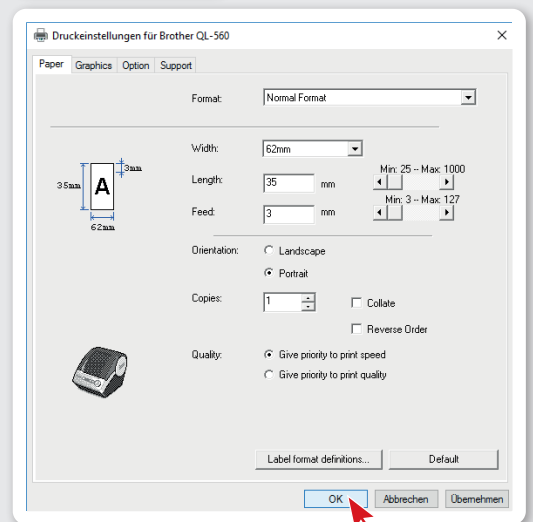 Druckeinstellungen für Brother QL-560
Paper Graphics Option Support
Format: Normal Format
Width: 62mm
Min: 25 -- Max: 1000
Length: 35 mm
Min: 3 -- Max: 127
Feed: 3 mm
3mm
35mm
A
62mm
Orientation: Landscape
Portrait
Copies: 1 Collate
Reverse Order
Quality: Give priority to print speed
Give priority to print quality
Label format definitions... Default
OK Abbrechen Übernehmen